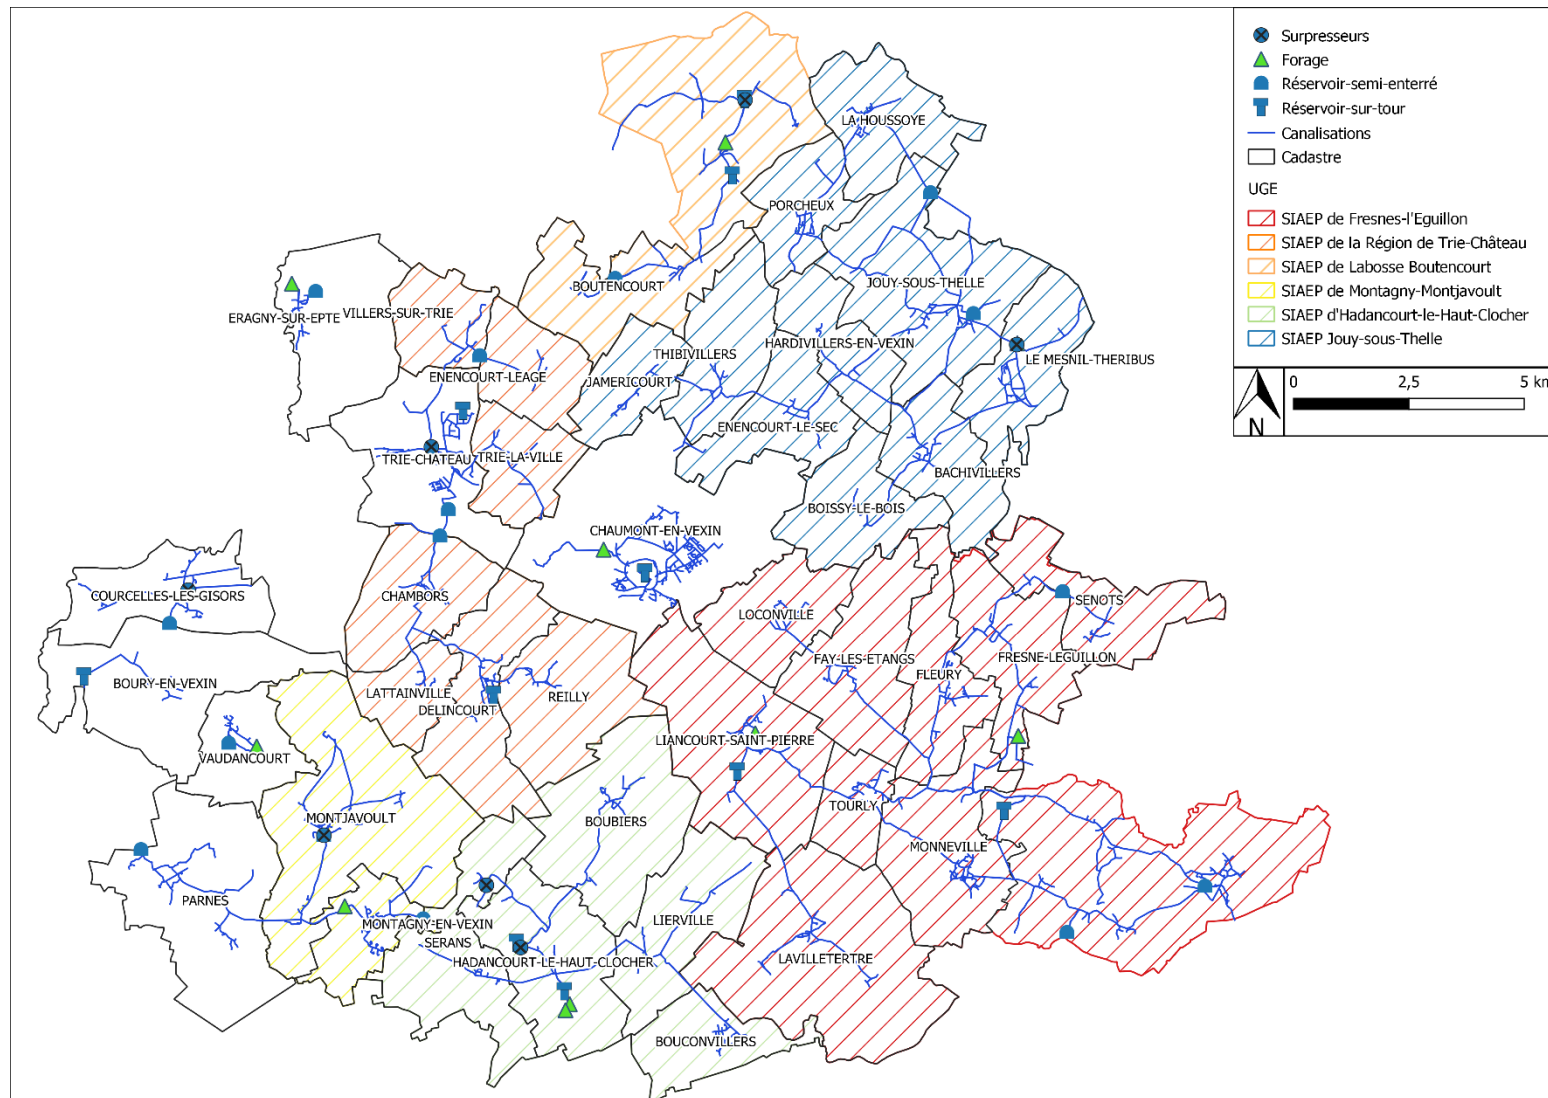 Surpresseurs
Forage
Réservoir-semi-enterré
Réservoir-sur-tour
Canalisations
Cadastre
UGE
SIAEP de Fresnes-l'Eguillon
SIAEP de la Région de Trie-Château
SIAEP de Labosse Boutencourt
SIAEP de Montagny-Montjavoult
SIAEP d'Hadancourt-le-Haut-Clocher
SIAEP Jouy-sous-Thelle
0 2,5 5 km
N
LA HOUSSOYE
PORCHEUX
BOUTENCOURT
JOUY-SOUS-THELLE
ERAGNY-SUR-EPTE
VILLERS-SUR-TRIE
HARDIVILLERS-EN-VEXIN
THIBIVILLERS
LE MESNIL-THERIBUS
ENENCOURT-LEAGE
JAMERICOURT
ENENCOURT-LE-SEC
TRIE-CHATEAU
TRIE-LA-VILLE
BACHIVILLERS
BOISSY-LE-BOIS
CHAUMONT-EN-VEXIN
COURCELLES-LES-GISORS
CHAMBORS
SENOTS
LOCONVILLE
FAY-LES-ETANGS
FRESNE-LEGUILLON
FLEURY
BOURY-EN-VEXIN
LATTAINVILLE
REILLY
DELINCOURT
LIANCOURT-SAINT-PIERRE
VAUDANCOURT
TOURLY
MONTJAVOULT
BOUBIERS
MONNEVILLE
PARNES
MONTAGNY-EN-VEXIN
LIERVILLE
SERANS
HADANCOURT-LE-HAUT-CLOCHER
LAVILLETERTRE
BOUCONVILLERS